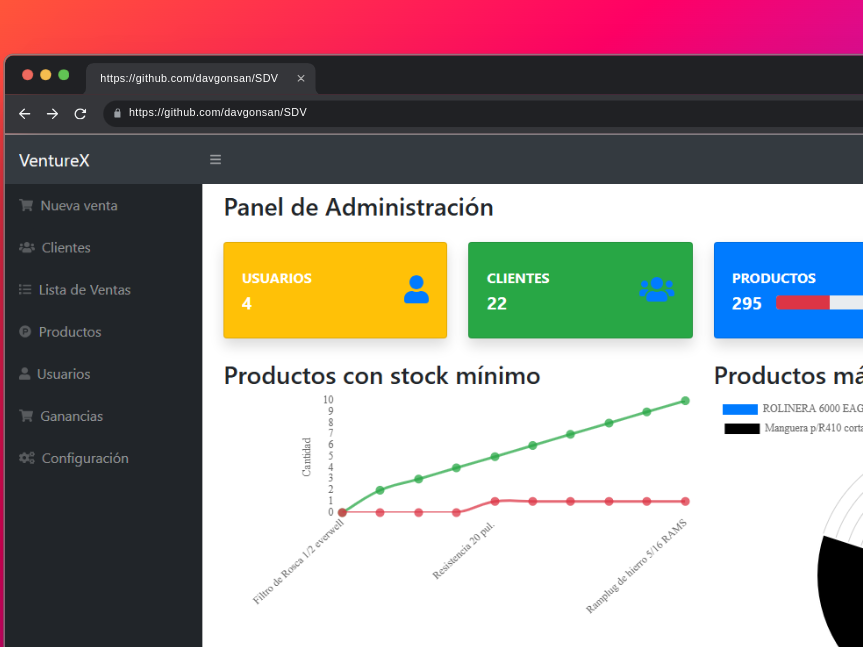 https://github.com/davgonsan/SDV
https://github.com/davgonsan/SDV
VentureX
Nueva venta
Clientes
Lista de Ventas
Productos
Usuarios
Ganancias
Configuración
Panel de Administración
USUARIOS
4
CLIENTES
22
PRODUCTOS
295
Productos con stock mínimo
Cantidad
10
9
8
7
6
5
4
3
2
1
0
Filtro de Rosca 1/2 everwell
Resistencia 20 pul.
Ramplug de hierro 5/16 RAMS
Productos má
ROLINERA 6000 EAG
Manguera p/R410 corta